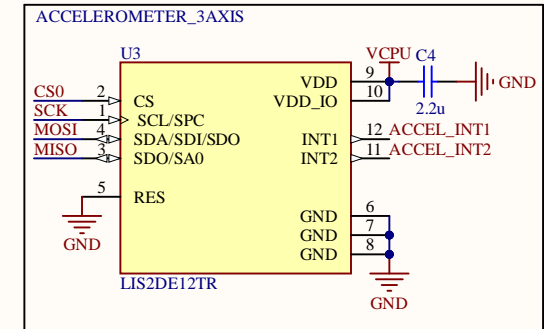 ACCELEROMETER_3AXIS
U3
VCPU C4
CS0 2 CS VDD 9
SCK 1 SCL/SPC VDD_IO 10 GND
2.2u
MOSI 4 SDA/SDI/SDO INT1 12 ACCEL_INT1
MISO 3 SDO/SA0 INT2 11 ACCEL_INT2
5 RES
GND
GND 6
GND 7
GND 8
LIS2DE12TR
GND